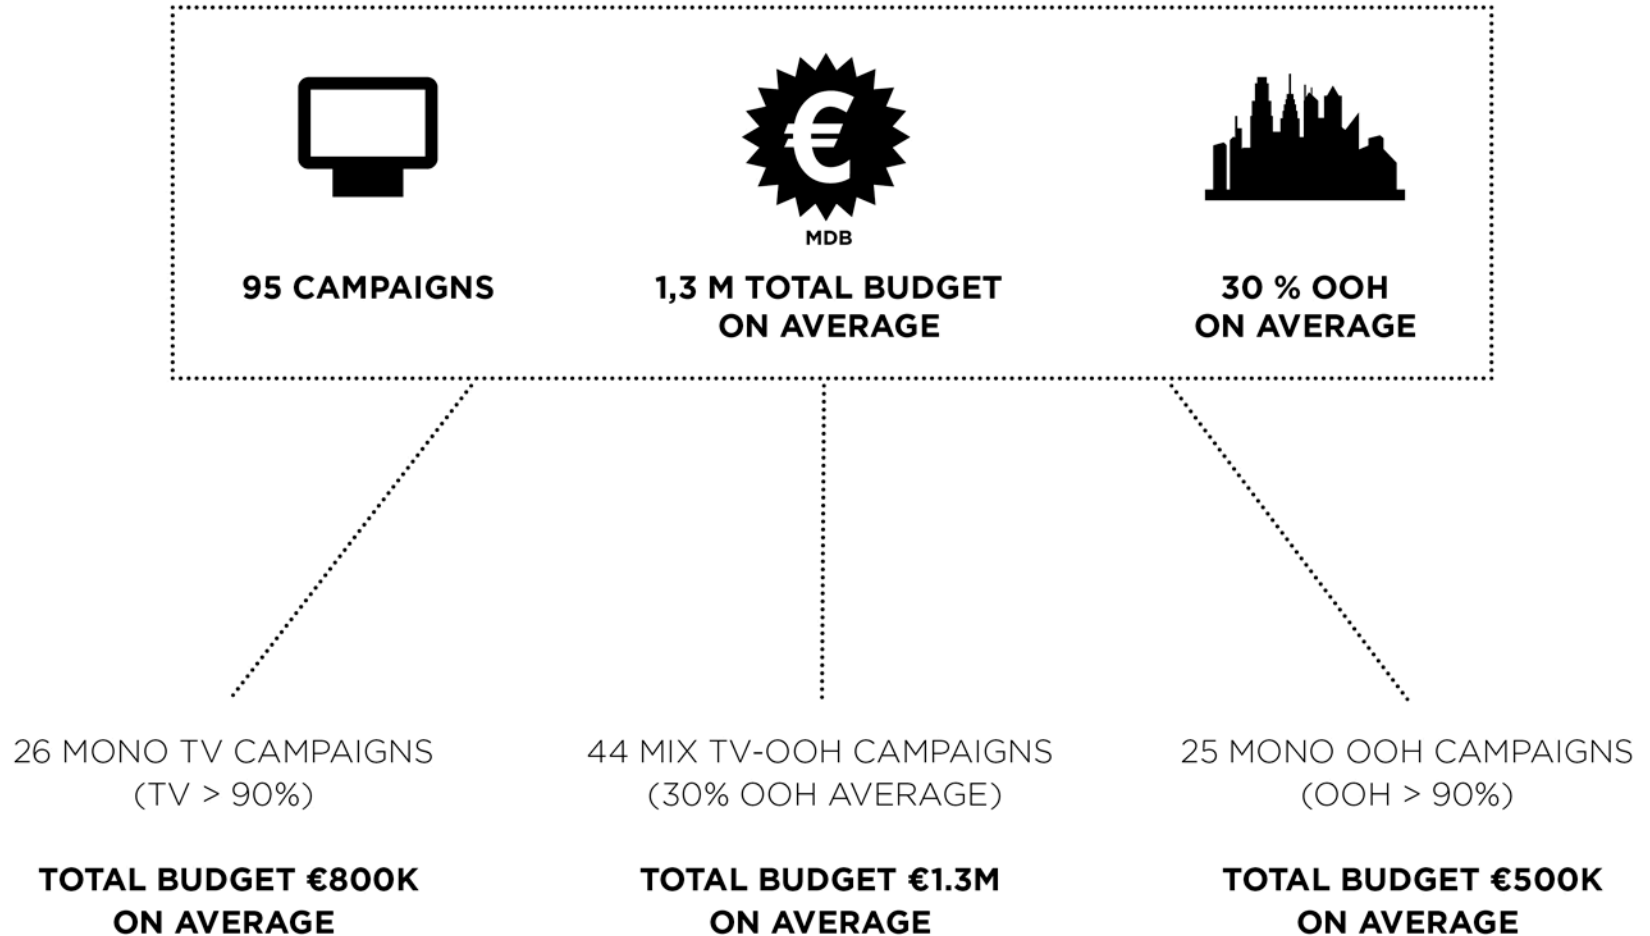 €
MDB
95 CAMPAIGNS
1,3 M TOTAL BUDGET
ON AVERAGE
30 % OOH
ON AVERAGE
26 MONO TV CAMPAIGNS
(TV > 90%)
TOTAL BUDGET €800K
ON AVERAGE
44 MIX TV-OOH CAMPAIGNS
(30% OOH AVERAGE)
TOTAL BUDGET €1.3M
ON AVERAGE
25 MONO OOH CAMPAIGNS
(OOH > 90%)
TOTAL BUDGET €500K
ON AVERAGE